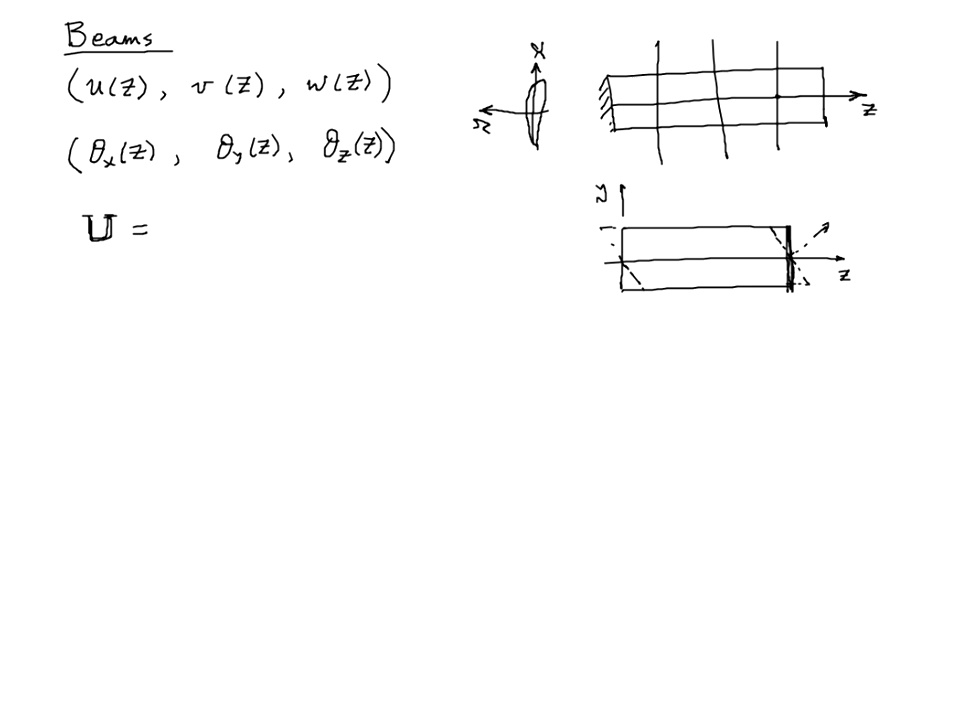 Beams
(u(z), v(z), w(z))
(θx(z), θy(z), θz(z))
U =
x
y
z
y
z